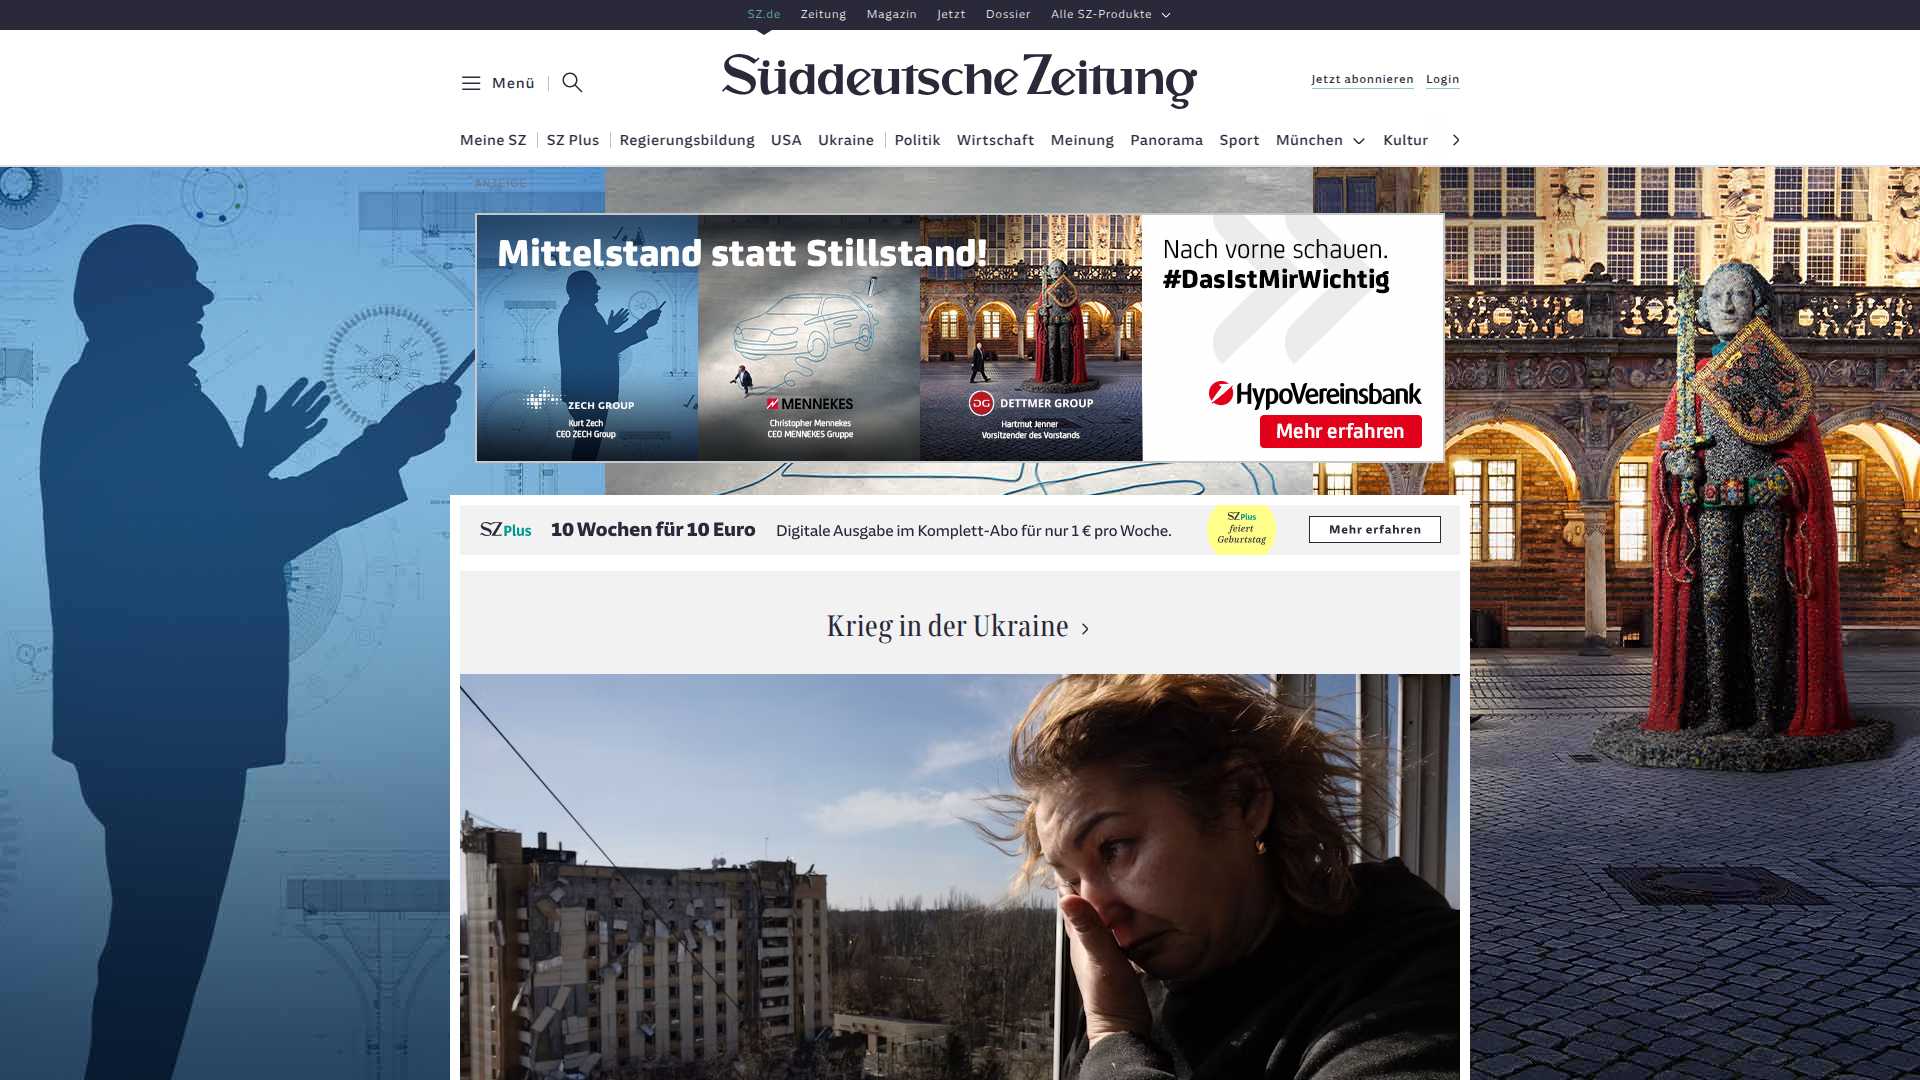 SZ.de Zeitung Magazin Jetzt Dossier Alle SZ-Produkte
Menü
Süddeutsche Zeitung
Jetzt abonnieren Login
Meine SZ SZ Plus Regierungsbildung USA Ukraine Politik Wirtschaft Meinung Panorama Sport München Kultur
ANZEIGE
Mittelstand statt Stillstand!
ZECH GROUP
Kurt Zech
CEO ZECH Group
MENNEKES
Christopher Mennekes
CEO MENNEKES Gruppe
DG DETTMER GROUP
Hartmut Jenner
Vorsitzender des Vorstands
Nach vorne schauen.
#DasIstMirWichtig
HypoVereinsbank
Mehr erfahren
SZ Plus 10 Wochen für 10 Euro Digitale Ausgabe im Komplett-Abo für nur 1 € pro Woche.
SZ Plus
feiert
Geburtstag
Mehr erfahren
Krieg in der Ukraine